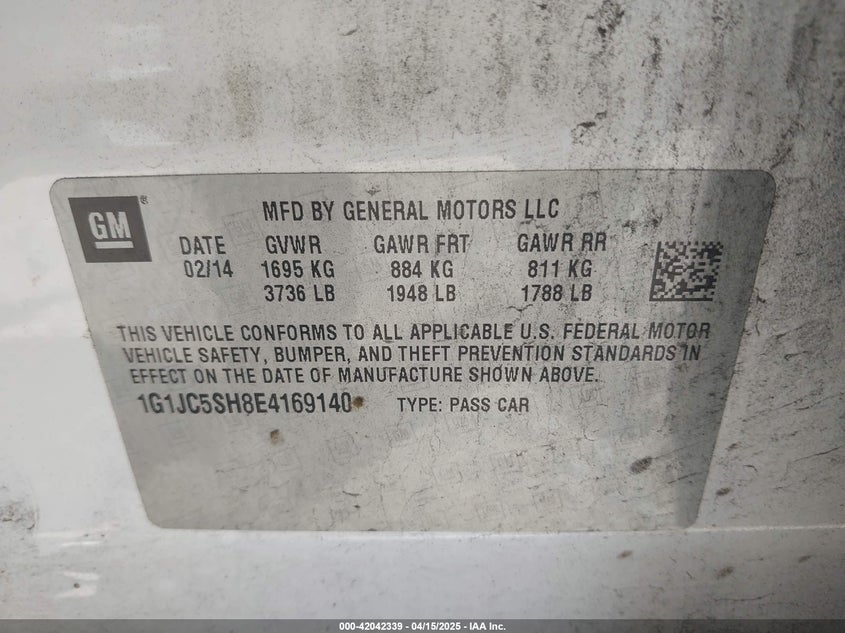 GM ®
MFD BY GENERAL MOTORS LLC
DATE GVWR GAWR FRT GAWR RR
02/14 1695 KG 884 KG 811 KG
3736 LB 1948 LB 1788 LB
THIS VEHICLE CONFORMS TO ALL APPLICABLE U.S. FEDERAL MOTOR
VEHICLE SAFETY, BUMPER, AND THEFT PREVENTION STANDARDS IN
EFFECT ON THE DATE OF MANUFACTURE SHOWN ABOVE.
1G1JC5SH8E4169140 TYPE: PASS CAR
000-42042339 - 04/15/2025 - IAA Inc.